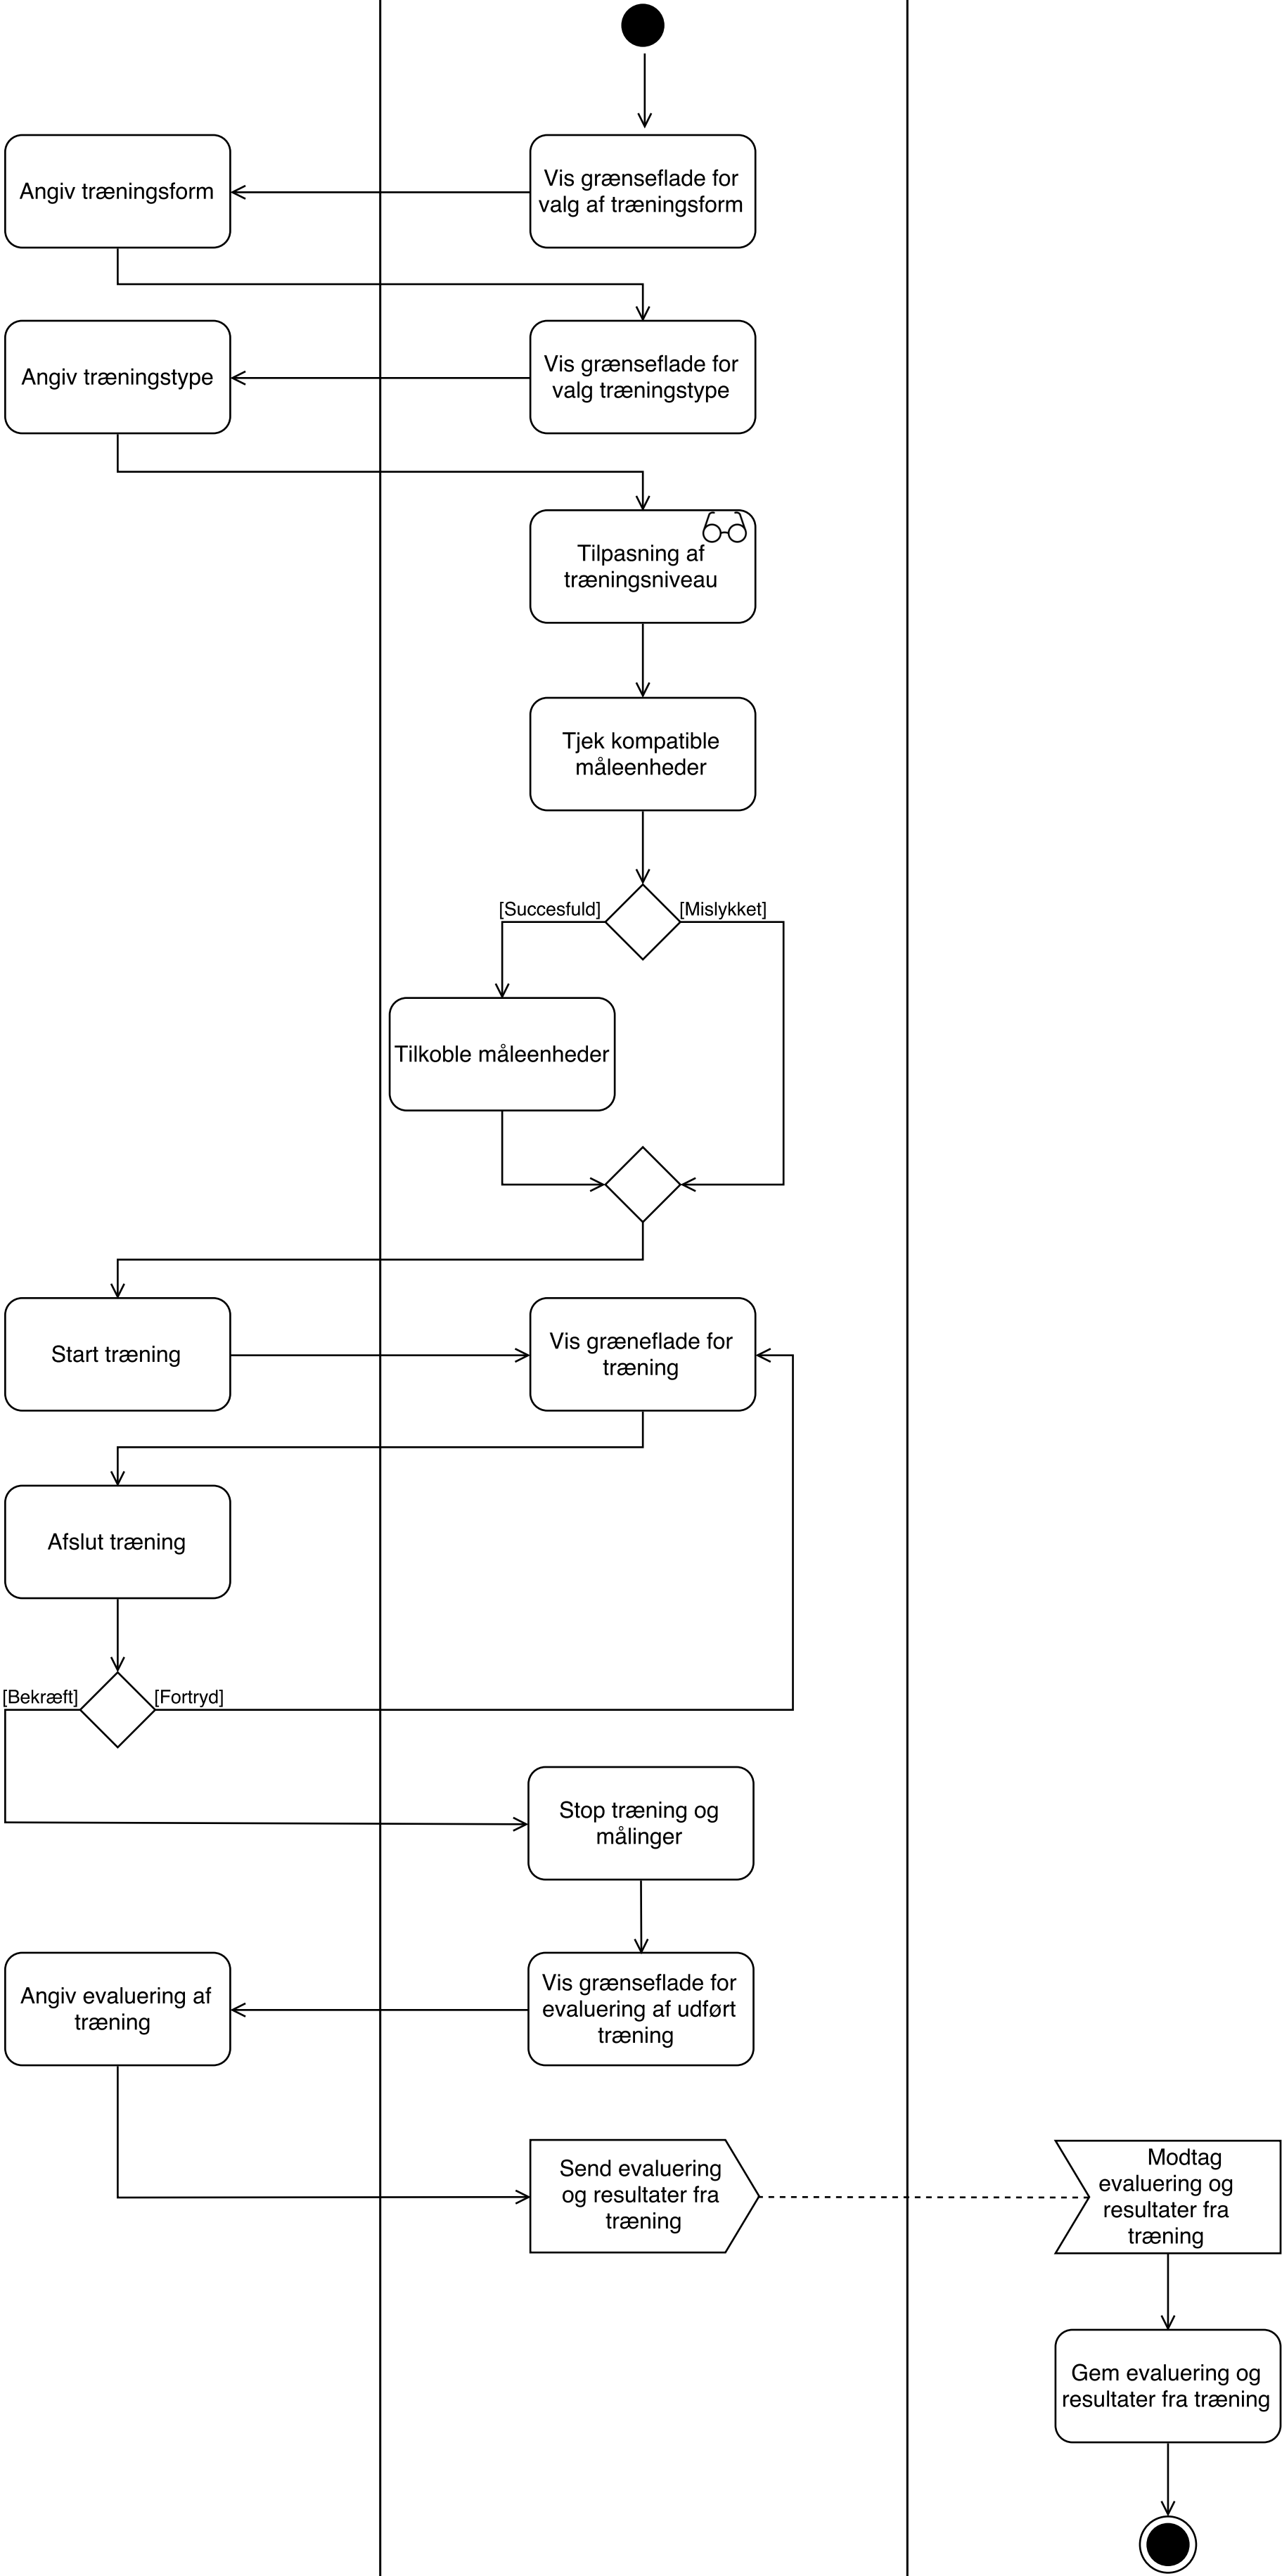 Angiv træningsform
Vis grænseflade for
valg af træningsform
Angiv træningstype
Vis grænseflade for
valg træningstype
Tilpasning af
træningsniveau
Tjek kompatible
måleenheder
[Succesfuld]
[Mislykket]
Tilkoble måleenheder
Start træning
Vis græneflade for
træning
Afslut træning
[Bekræft]
[Fortryd]
Stop træning og
målinger
Angiv evaluering af
træning
Vis grænseflade for
evaluering af udført
træning
Send evaluering
og resultater fra
træning
Modtag
evaluering og
resultater fra
træning
Gem evaluering og
resultater fra træning